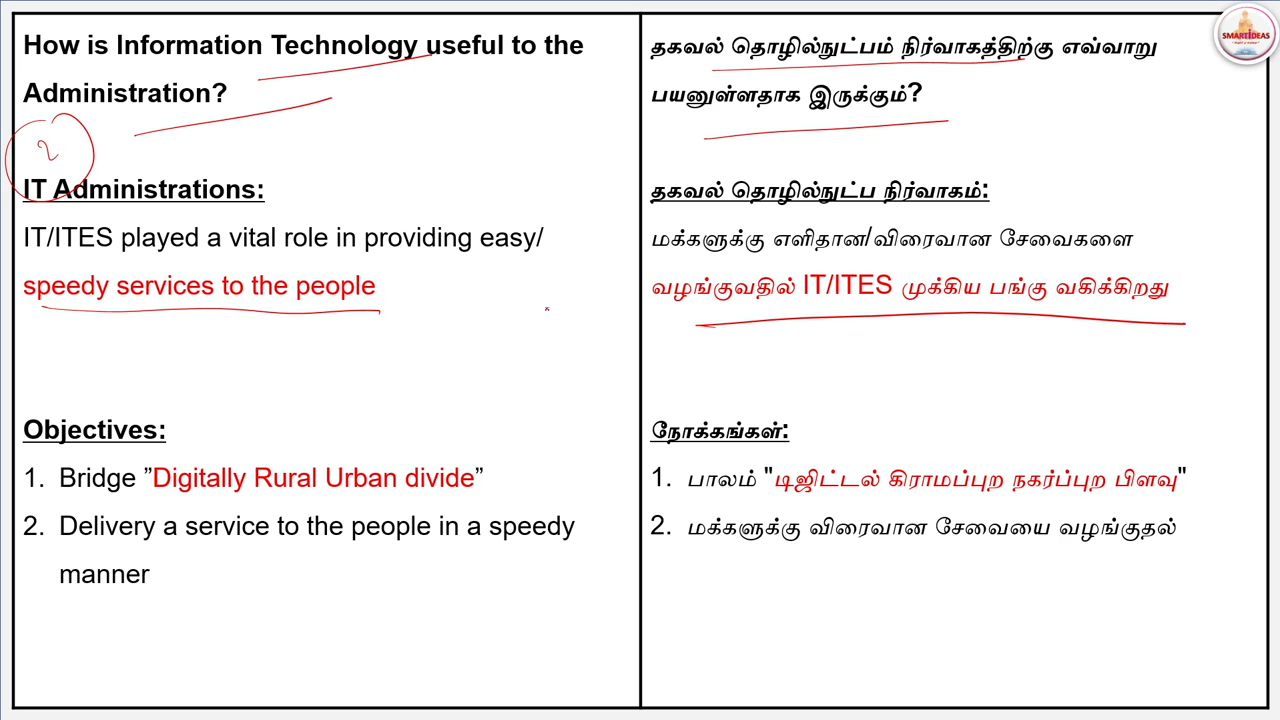 How is Information Technology useful to the
Administration?
2
IT Administrations:
IT/ITES played a vital role in providing easy/
speedy services to the people
Objectives:
1. Bridge ”Digitally Rural Urban divide”
2. Delivery a service to the people in a speedy
manner
தகவல் தொழில்நுட்பம் நிர்வாகத்திற்கு எவ்வாறு
பயனுள்ளதாக இருக்கும்?
தகவல் தொழில்நுட்ப நிர்வாகம்:
மக்களுக்கு எளிதான/விரைவான சேவைகளை
வழங்குவதில் IT/ITES முக்கிய பங்கு வகிக்கிறது
நோக்கங்கள்:
1. பாலம் "டிஜிட்டல் கிராமப்புற நகர்ப்புற பிளவு"
2. மக்களுக்கு விரைவான சேவையை வழங்குதல்
SMARTIDEAS